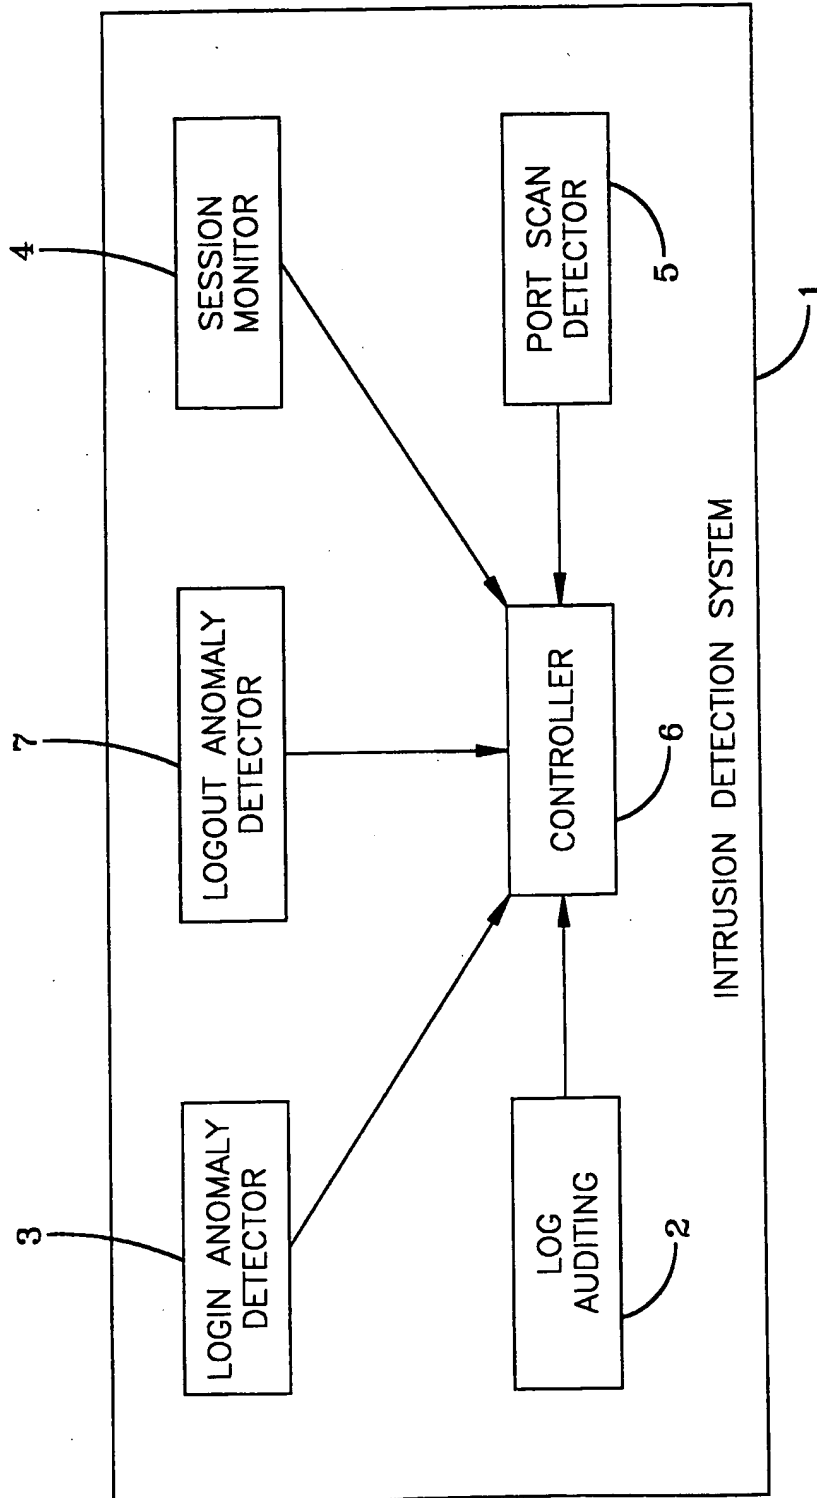 3
7
4
LOGIN ANOMALY
DETECTOR
LOGOUT ANOMALY
DETECTOR
SESSION
MONITOR
LOG
AUDITING
CONTROLLER
PORT SCAN
DETECTOR
2
6
5
INTRUSION DETECTION SYSTEM
1